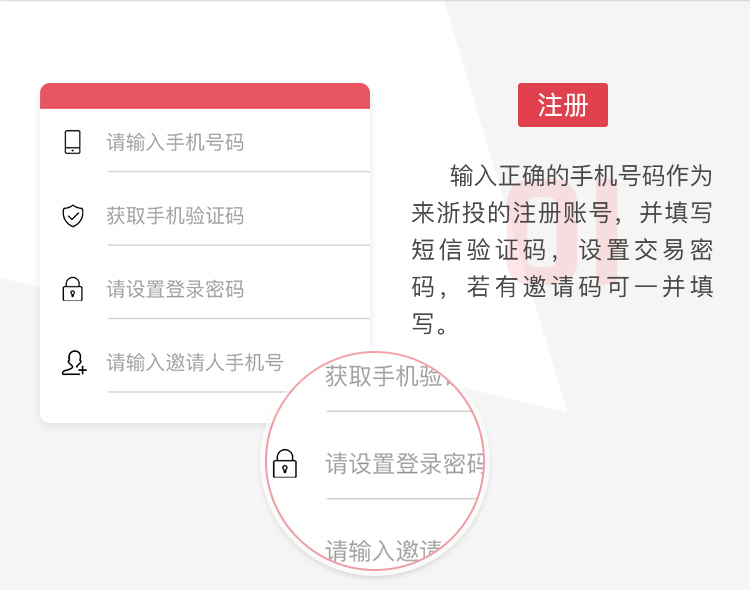 请输入手机号码
获取手机验证码
请设置登录密码
请输入邀请人手机号
注册
01
输入正确的手机号码作为
来浙投的注册账号，并填写
短信验证码，设置交易密
码，若有邀请码可一并填
写。
获取手机验
请设置登录密码
请输入邀请